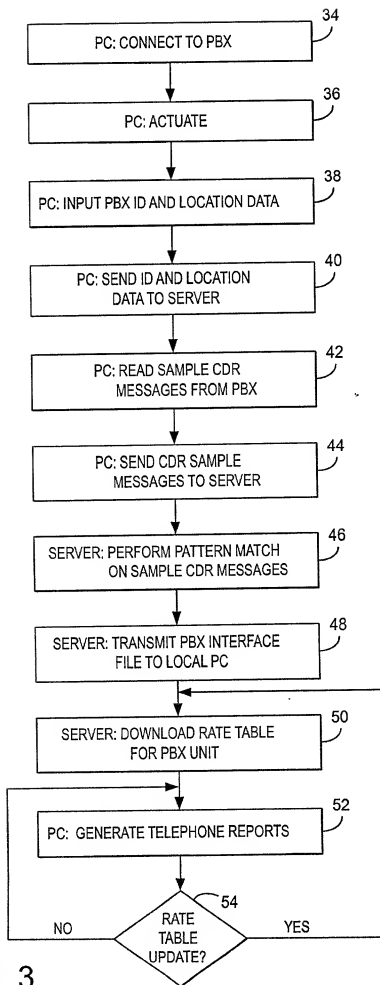 34
PC: CONNECT TO PBX
36
PC: ACTUATE
38
PC: INPUT PBX ID AND LOCATION DATA
40
PC: SEND ID AND LOCATION
DATA TO SERVER
42
PC: READ SAMPLE CDR
MESSAGES FROM PBX
44
PC: SEND CDR SAMPLE
MESSAGES TO SERVER
46
SERVER: PERFORM PATTERN MATCH
ON SAMPLE CDR MESSAGES
48
SERVER: TRANSMIT PBX INTERFACE
FILE TO LOCAL PC
50
SERVER: DOWNLOAD RATE TABLE
FOR PBX UNIT
52
PC: GENERATE TELEPHONE REPORTS
54
NO
RATE
TABLE
UPDATE?
YES
3